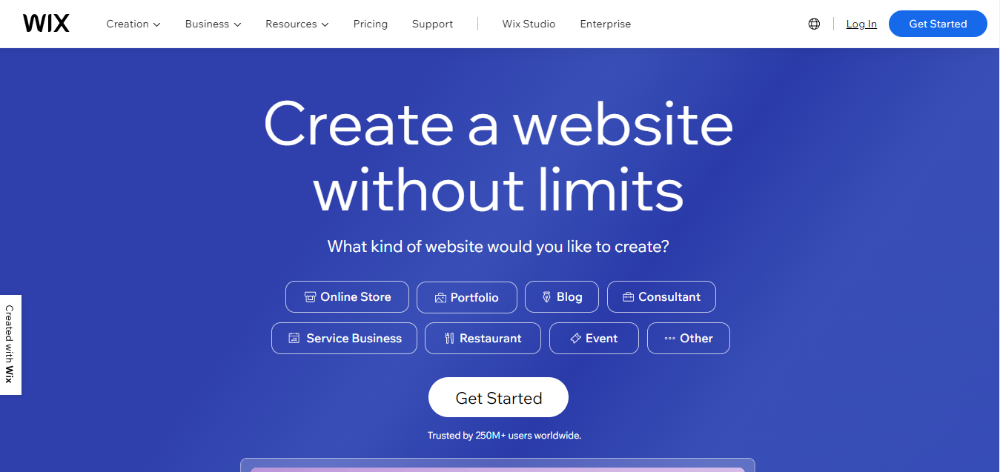 WIX Creation Business Resources Pricing Support Wix Studio Enterprise Log In Get Started
Create a website
without limits
What kind of website would you like to create?
Online Store Portfolio Blog Consultant
Service Business Restaurant Event Other
Created with Wix
Get Started
Trusted by 250M+ users worldwide.